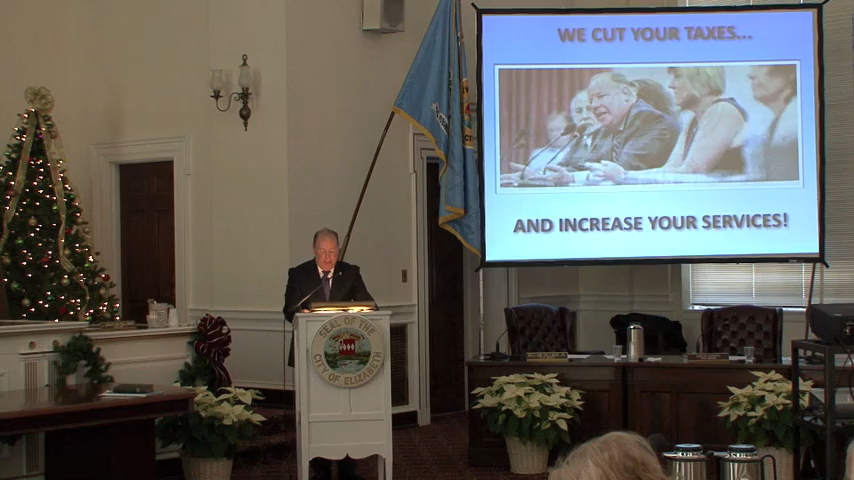 WE CUT YOUR TAXES...
AND INCREASE YOUR SERVICES!
SEAL OF THE
CITY OF ELIZABETH